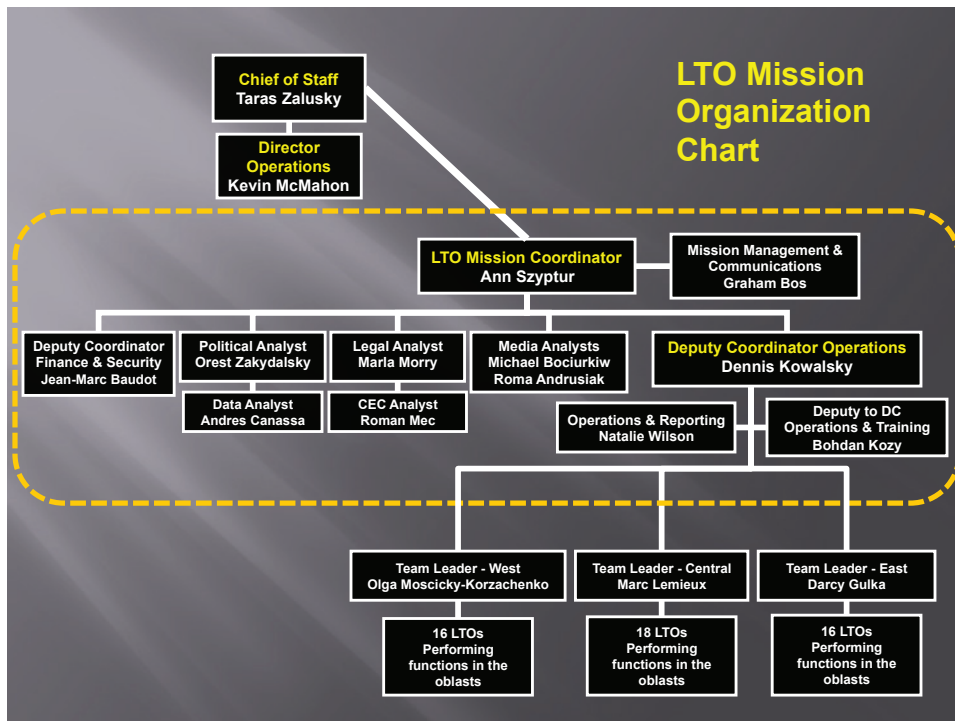 LTO Mission
Organization
Chart
Chief of Staff
Taras Zalusky
Director
Operations
Kevin McMahon
LTO Mission Coordinator
Ann Szyptur
Mission Management &
Communications
Graham Bos
Deputy Coordinator
Finance & Security
Jean-Marc Baudot
Political Analyst
Orest Zakydalsky
Legal Analyst
Marla Morry
Media Analysts
Michael Bociurkiw
Roma Andrusiak
Deputy Coordinator Operations
Dennis Kowalsky
Data Analyst
Andres Canassa
CEC Analyst
Roman Mec
Operations & Reporting
Natalie Wilson
Deputy to DC
Operations & Training
Bohdan Kozy
Team Leader - West
Olga Moscicky-Korzachenko
Team Leader - Central
Marc Lemieux
Team Leader - East
Darcy Gulka
16 LTOs
Performing
functions in the
oblasts
18 LTOs
Performing
functions in the
oblasts
16 LTOs
Performing
functions in the
oblasts